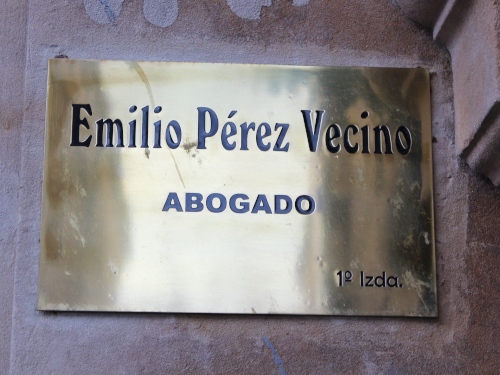 Emilio Pérez Vecino
ABOGADO
1º Izda.